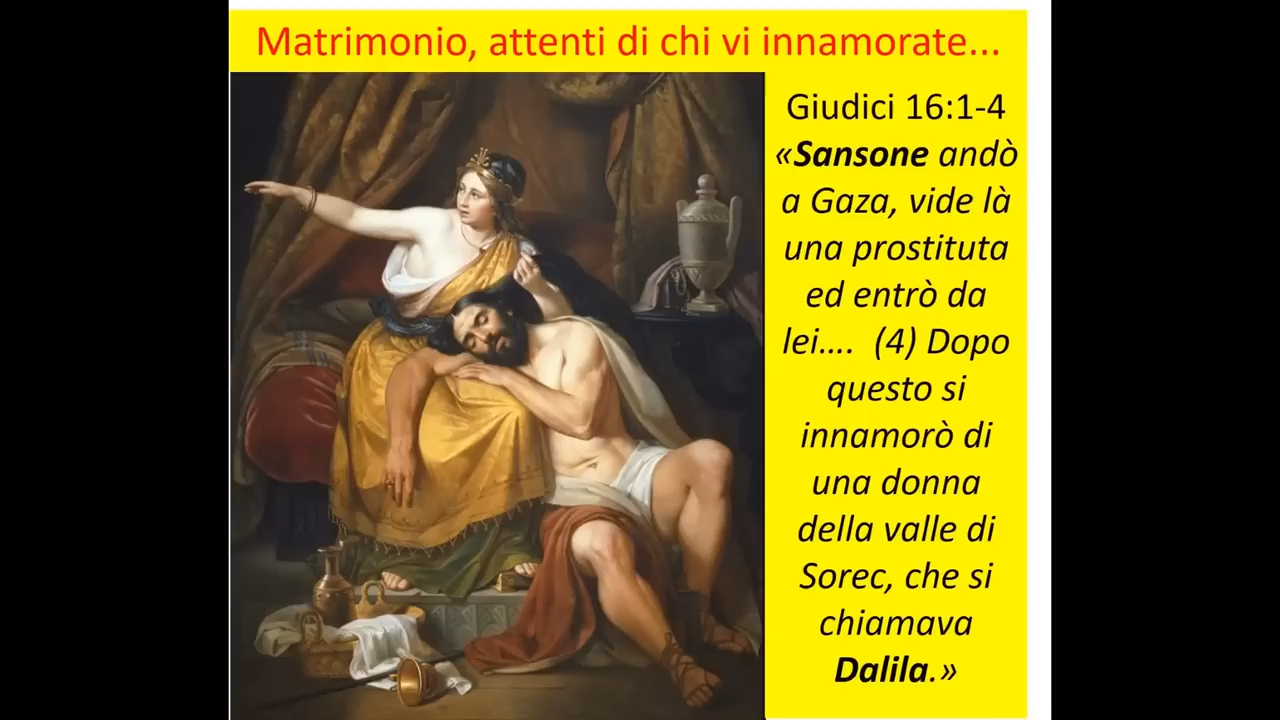 Matrimonio, attenti di chi vi innamorate...
Giudici 16:1-4
«Sansone andò
a Gaza, vide là
una prostituta
ed entrò da
lei.... (4) Dopo
questo si
innamorò di
una donna
della valle di
Sorec, che si
chiamava
Dalila.»